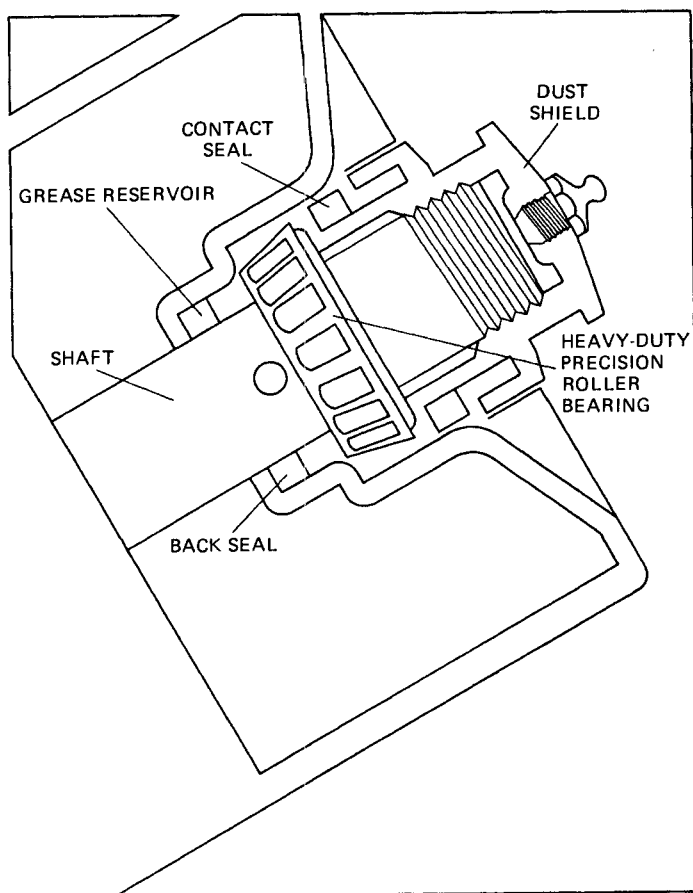 DUST
SHIELD
CONTACT
SEAL
GREASE RESERVOIR
SHAFT
HEAVY-DUTY
PRECISION
ROLLER
BEARING
BACK SEAL